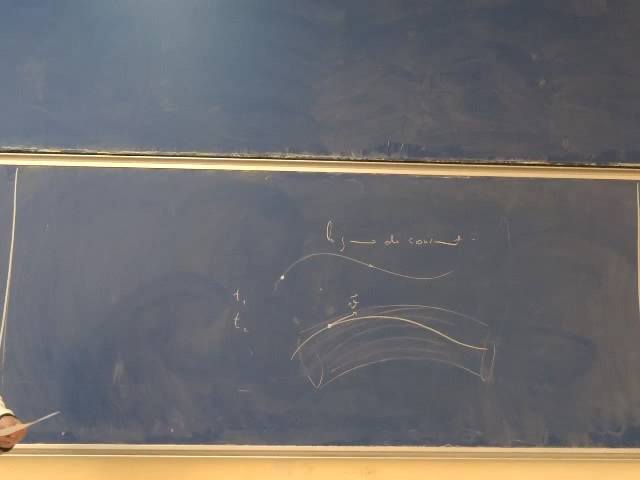 de courant
t₁
v⃗
t₂